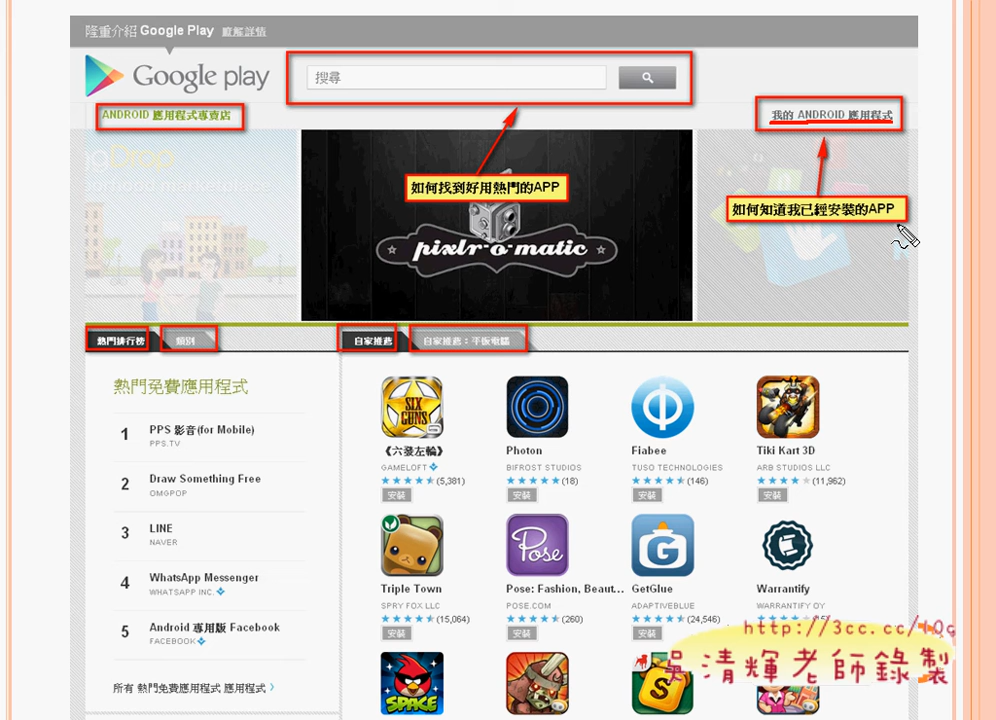 隆重介紹 Google Play 瞭解詳情
Google play
搜尋
ANDROID 應用程式專賣店
我的 ANDROID 應用程式
如何找到好用熱門的APP
如何知道我已經安裝的APP
pixlr-o-matic
熱門排行榜
類別
自家推薦
自家推薦：平板電腦
熱門免費應用程式
1 PPS 影音(for Mobile)
PPS.TV
2 Draw Something Free
OMGPOP
3 LINE
NAVER
4 WhatsApp Messenger
WHATSAPP INC.
5 Android 專用版 Facebook
FACEBOOK
所有 熱門免費應用程式 應用程式 〉
SIX GUNS
《六發左輪》
GAMELOFT
(5,381)
安裝
Photon
BIFROST STUDIOS
(18)
安裝
Fiabee
TUSO TECHNOLOGIES
(146)
安裝
Tiki Kart 3D
ARB STUDIOS LLC
(11,962)
安裝
Triple Town
SPRY FOX LLC
(15,064)
安裝
Pose
Pose: Fashion, Beaut...
POSE.COM
(260)
安裝
G
GetGlue
ADAPTIVEBLUE
(24,546)
安裝
Warrantify
WARRANTIFY OY
SPACE
S
http://3cc.cc/
吳清輝老師錄製